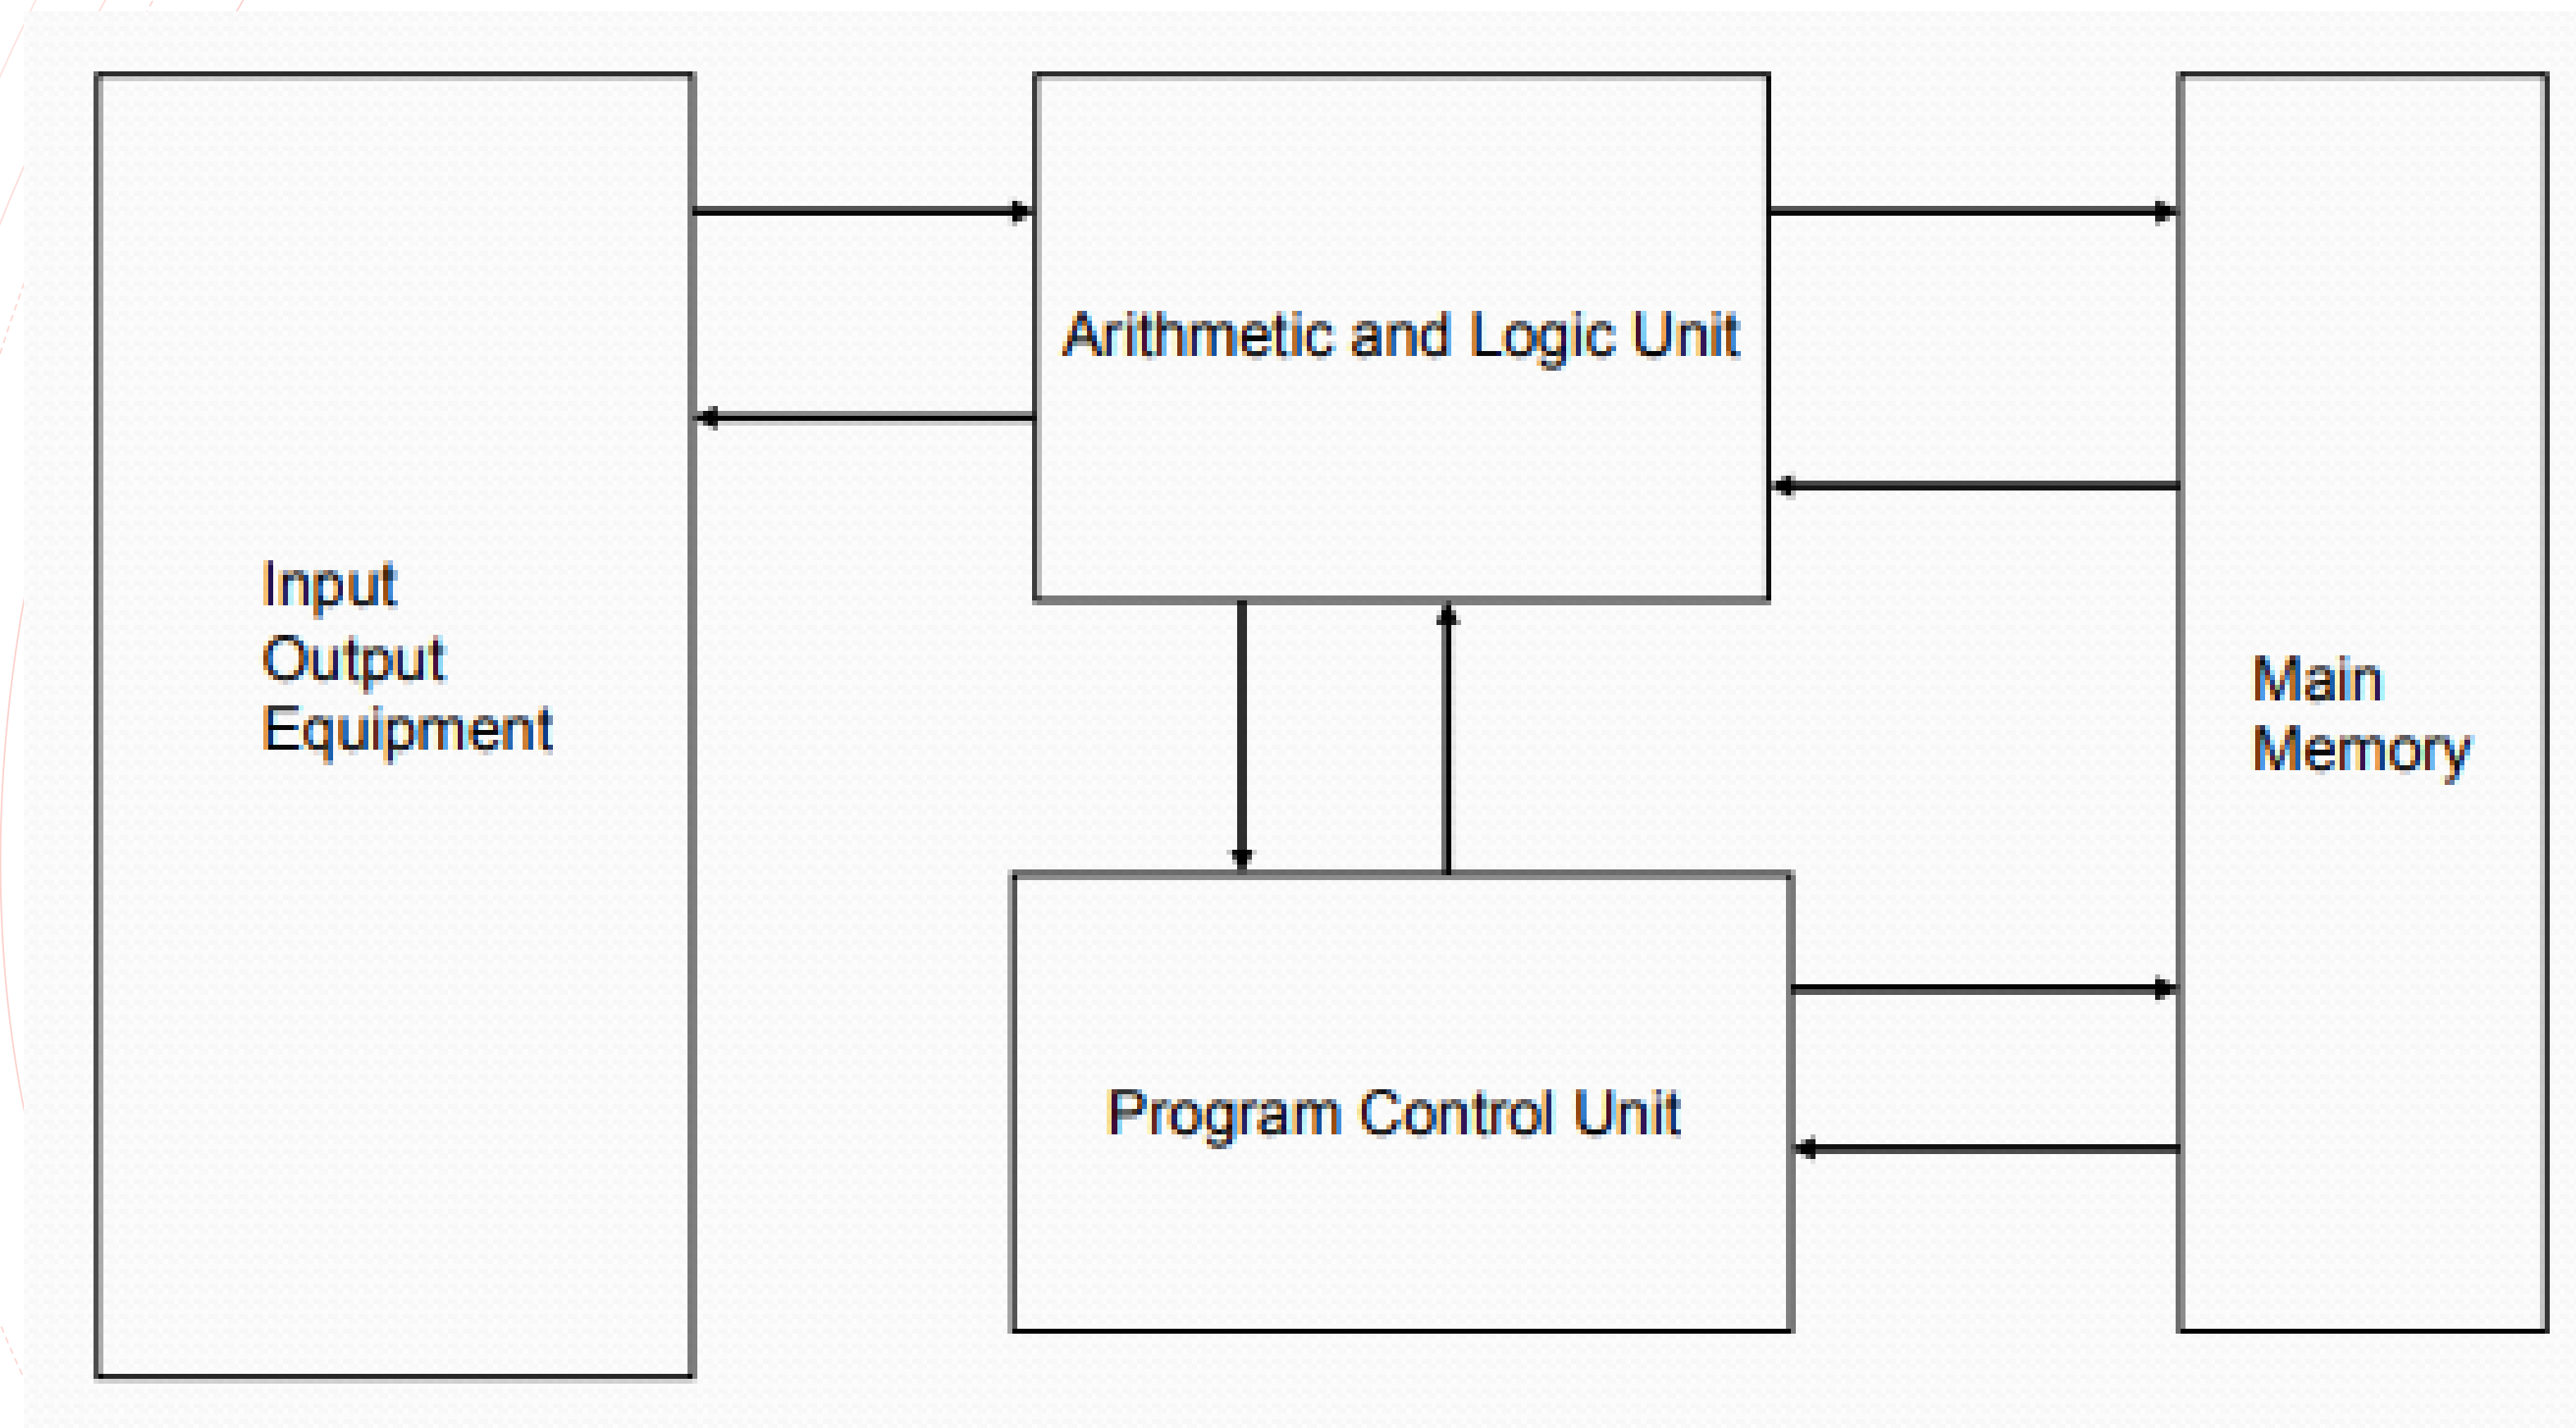 Arithmetic and Logic Unit
Input
Output
Equipment
Main
Memory
Program Control Unit